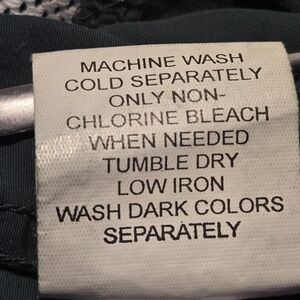 MACHINE WASH
COLD SEPARATELY
ONLY NON-
CHLORINE BLEACH
WHEN NEEDED
TUMBLE DRY
LOW IRON
WASH DARK COLORS
SEPARATELY